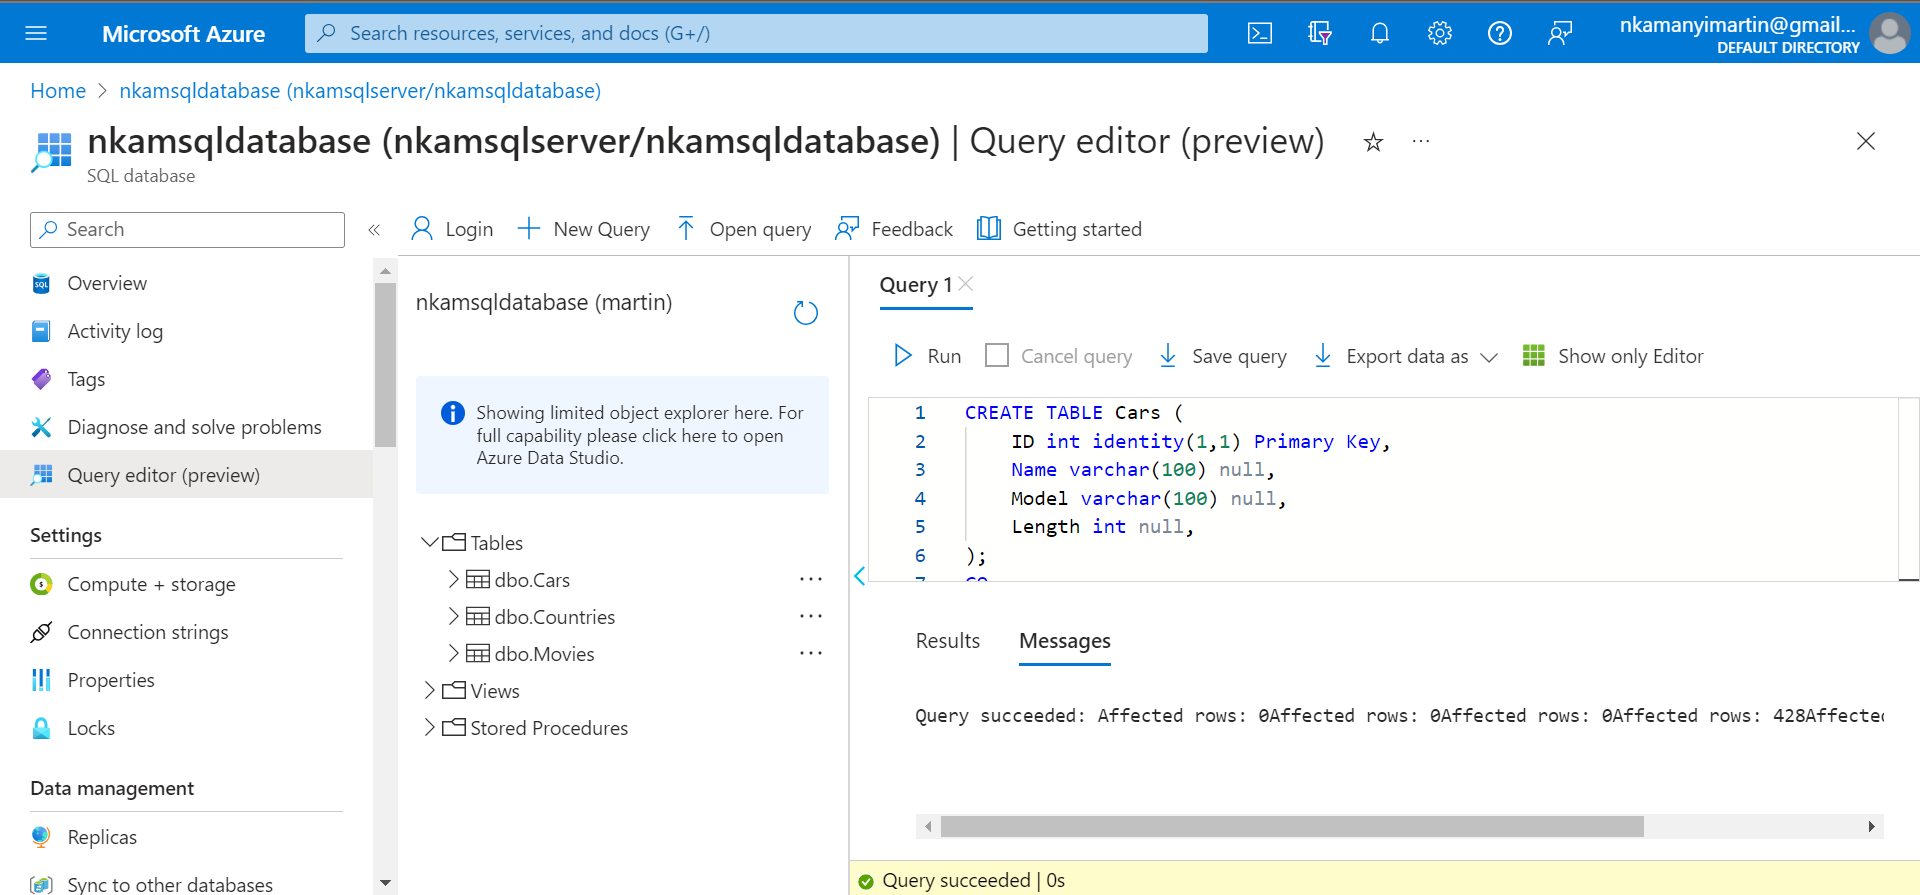 Microsoft Azure
Search resources, services, and docs (G+/)
nkamanyimartin@gmail...
DEFAULT DIRECTORY
Home > nkamsqldatabase (nkamsqlserver/nkamsqldatabase)
nkamsqldatabase (nkamsqlserver/nkamsqldatabase) | Query editor (preview)
SQL database
Search
Overview
Activity log
Tags
Diagnose and solve problems
Query editor (preview)
Settings
Compute + storage
Connection strings
Properties
Locks
Data management
Replicas
Sync to other databases
Login
New Query
Open query
Feedback
Getting started
nkamsqldatabase (martin)
Showing limited object explorer here. For
full capability please click here to open
Azure Data Studio.
Tables
dbo.Cars
dbo.Countries
dbo.Movies
Views
Stored Procedures
Query 1
Run
Cancel query
Save query
Export data as
Show only Editor
1 CREATE TABLE Cars (
2 ID int identity(1,1) Primary Key,
3 Name varchar(100) null,
4 Model varchar(100) null,
5 Length int null,
6 );
7 GO
Results
Messages
Query succeeded: Affected rows: 0Affected rows: 0Affected rows: 0Affected rows: 428Affected
Query succeeded | 0s